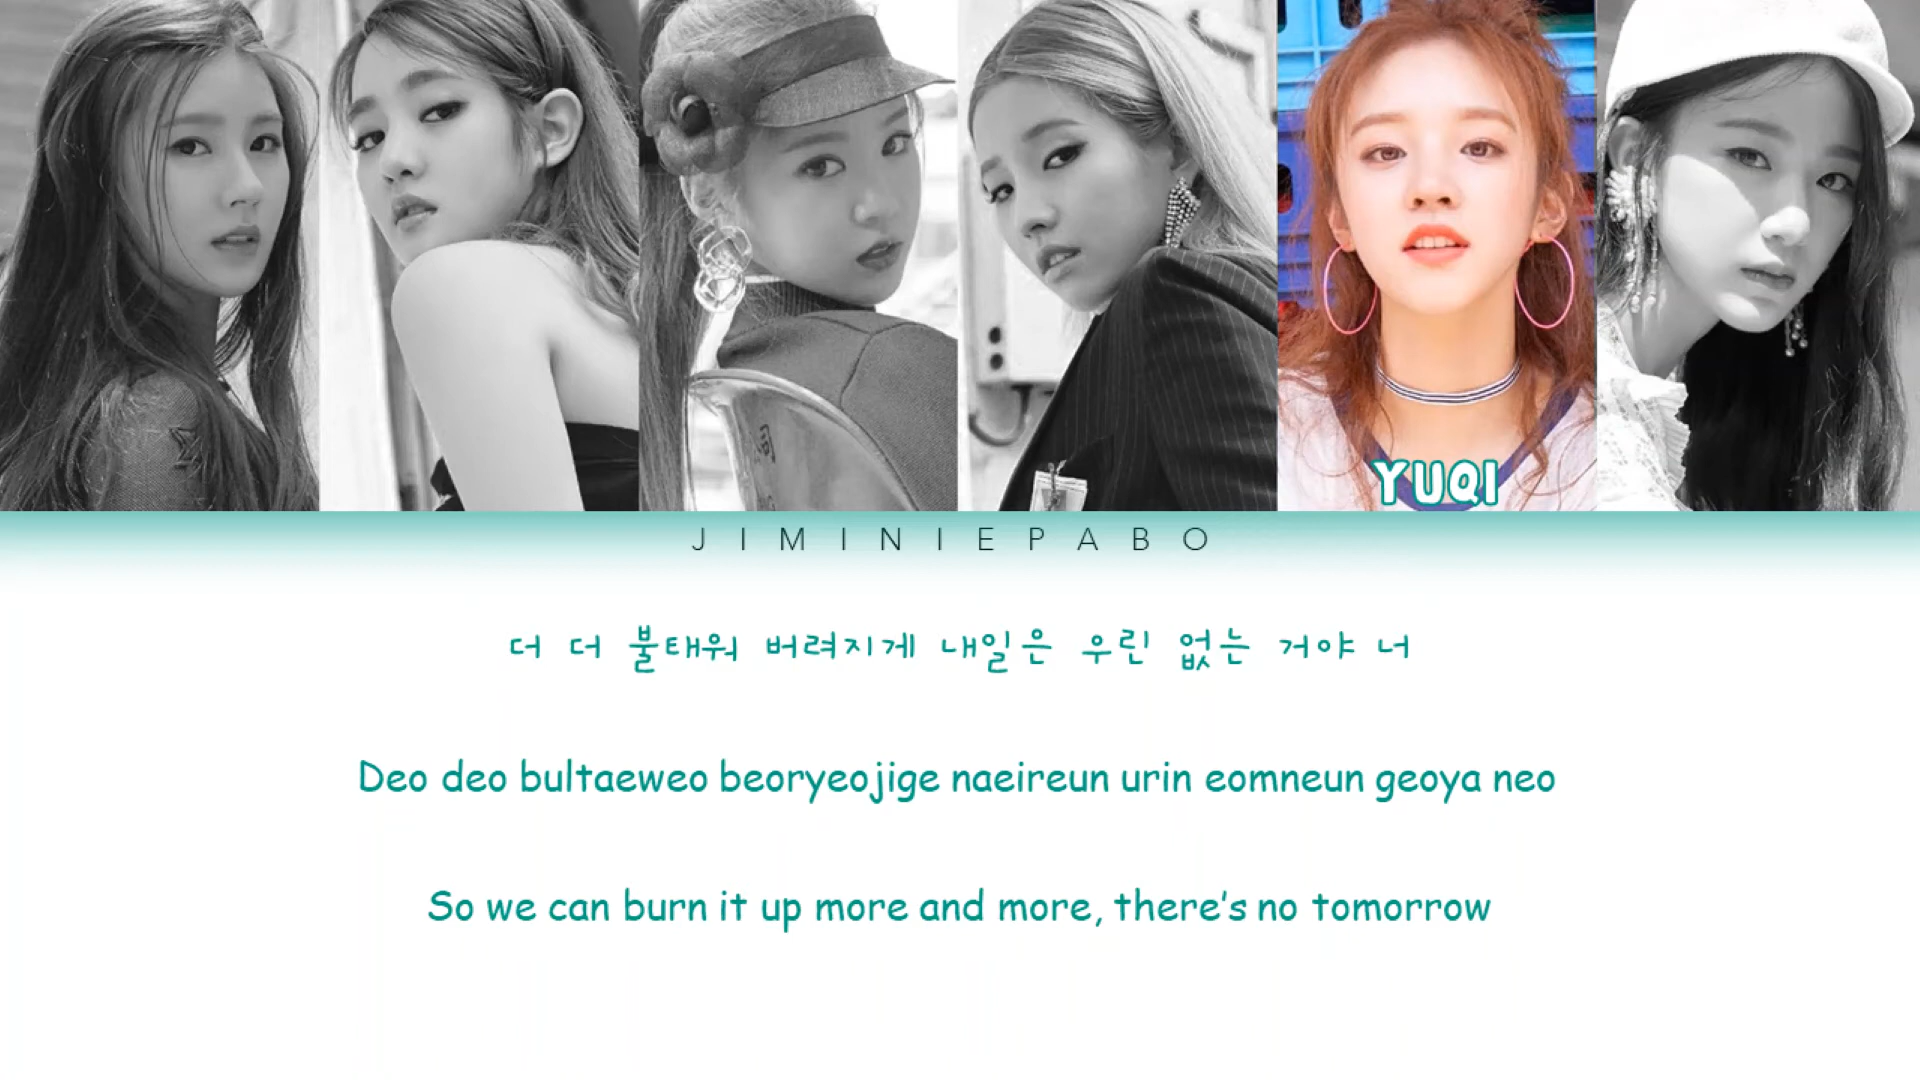 YUQI
JIMINIEPABO
더 더 불태워 버려지게 내일은 우린 없는 거야 너
Deo deo bultaeweo beoryeojige naeireun urin eomneun geoya neo
So we can burn it up more and more, there's no tomorrow